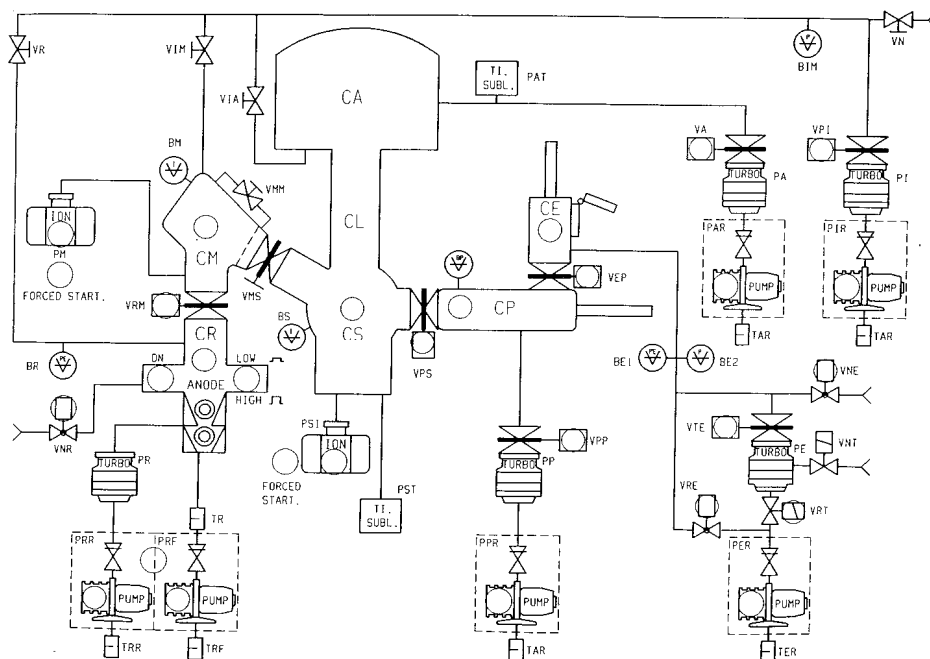 VR
VIM
VIA
CA
TI.
SUBL.
PAT
BIM
VN
VA
VPI
BM
VMM
TURBO
PA
TURBO
PI
ION
PM
FORCED START.
CM
CL
CE
PAR
PIR
PUMP
PUMP
VMS
VRM
VEP
BS
CS
CP
BP
CR
VPS
TAR
TAR
BR
PE
BE1
PE
P
BE2
ON
LOW
ANODE
HIGH
VNR
VNE
PSI
ION
VTE
PE
TURBO
VNT
VPP
PR
TURBO
FORCED
START.
TURBO
PP
TI.
SUBL.
PST
VRE
VRT
TR
PRR
PRF
PPR
PER
PUMP
PUMP
PUMP
PUMP
TRR
TRF
TAR
TER